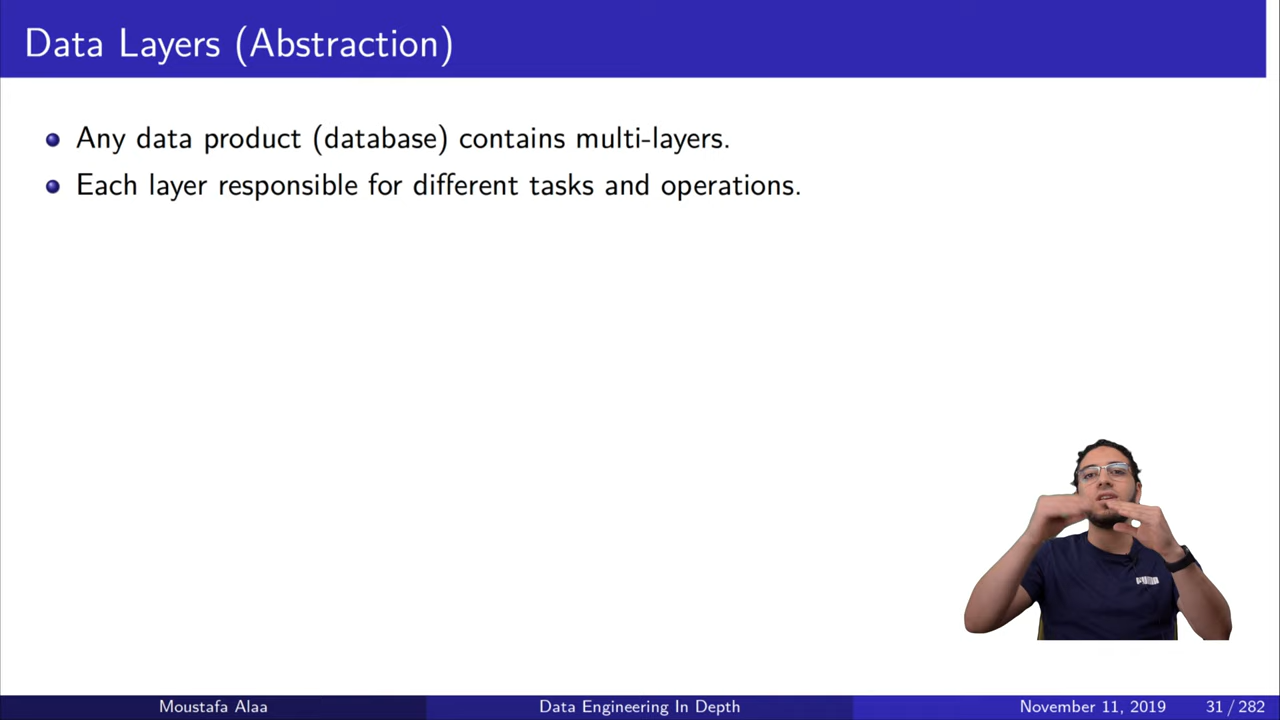 Data Layers (Abstraction)
Any data product (database) contains multi-layers.
Each layer responsible for different tasks and operations.
Moustafa Alaa
Data Engineering In Depth
November 11, 2019
31 / 282